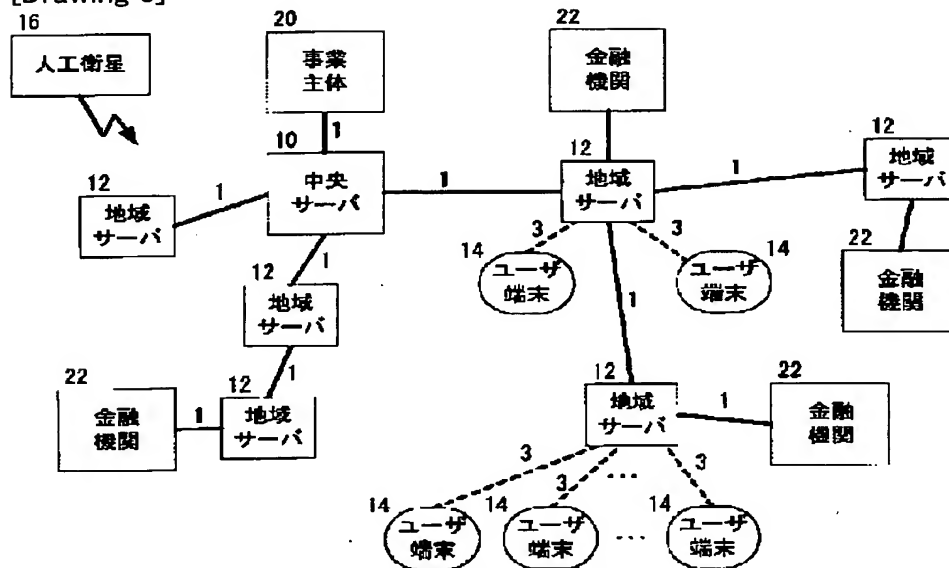 16
人工衛星
20
事業
主体
22
金融
機関
1
10
中央
サーバ
1
12
地域
サーバ
1
12
地域
サーバ
12
地域
サーバ
1
3
3
14
ユーザ
端末
ユーザ
端末
14
22
金融
機関
1
12
地域
サーバ
1
22
金融
機関
1
12
地域
サーバ
1
12
地域
サーバ
1
22
金融
機関
3
3
...
3
14
ユーザ
端末
14
ユーザ
端末
...
14
ユーザ
端末